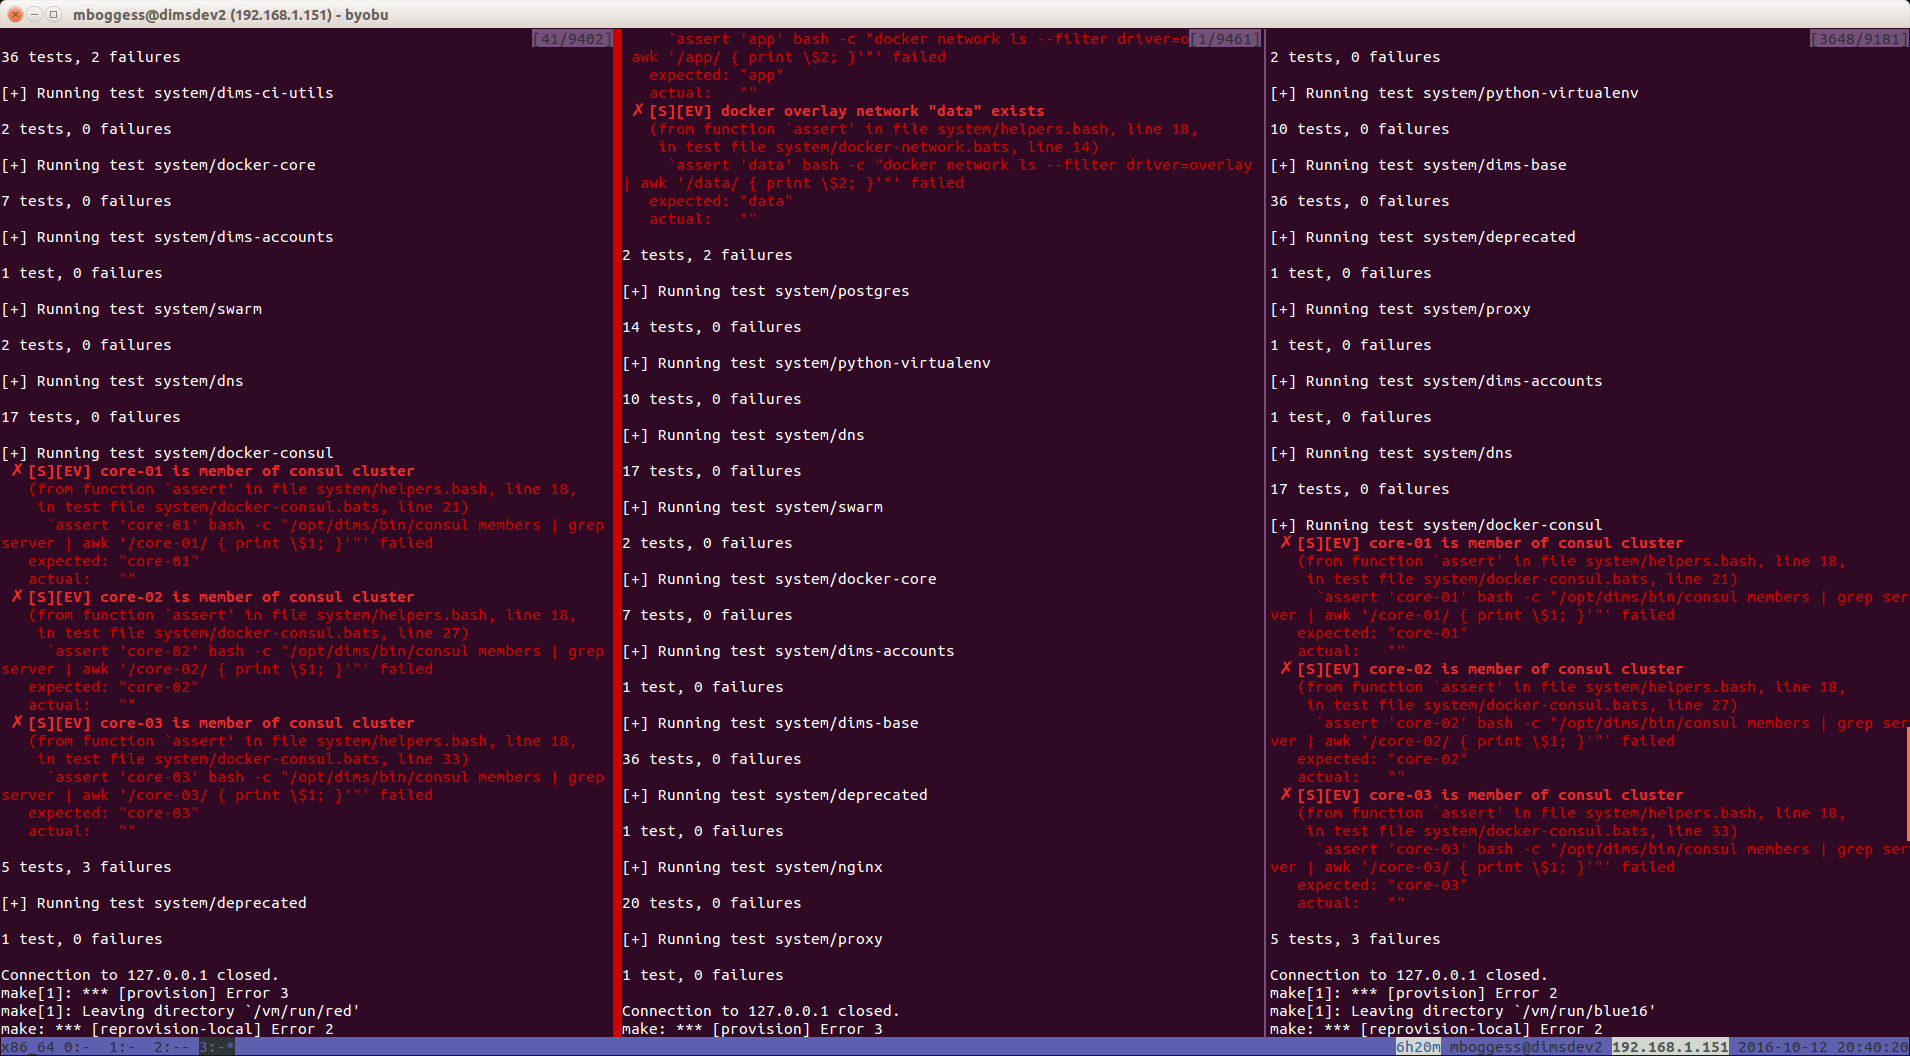 mboggess@dimsdev2 (192.168.1.151) - byobu
[41/9402]
36 tests, 2 failures
[+] Running test system/dims-ci-utils
2 tests, 0 failures
[+] Running test system/docker-core
7 tests, 0 failures
[+] Running test system/dims-accounts
1 test, 0 failures
[+] Running test system/swarm
2 tests, 0 failures
[+] Running test system/dns
17 tests, 0 failures
[+] Running test system/docker-consul
✗ [S][EV] core-01 is member of consul cluster
(from function `assert' in file system/helpers.bash, line 18,
in test file system/docker-consul.bats, line 21)
`assert 'core-01' bash -c "/opt/dims/bin/consul members | grep
server | awk '/core-01/ { print \$1; }'"' failed
expected: "core-01"
actual:   ""
✗ [S][EV] core-02 is member of consul cluster
(from function `assert' in file system/helpers.bash, line 18,
in test file system/docker-consul.bats, line 27)
`assert 'core-02' bash -c "/opt/dims/bin/consul members | grep
server | awk '/core-02/ { print \$1; }'"' failed
expected: "core-02"
actual:   ""
✗ [S][EV] core-03 is member of consul cluster
(from function `assert' in file system/helpers.bash, line 18,
in test file system/docker-consul.bats, line 33)
`assert 'core-03' bash -c "/opt/dims/bin/consul members | grep
server | awk '/core-03/ { print \$1; }'"' failed
expected: "core-03"
actual:   ""
5 tests, 3 failures
[+] Running test system/deprecated
1 test, 0 failures
Connection to 127.0.0.1 closed.
make[1]: *** [provision] Error 3
make[1]: Leaving directory `/vm/run/red'
make: *** [reprovision-local] Error 2
`assert 'app' bash -c "docker network ls --filter driver=o[1/9461]
awk '/app/ { print \$2; }'"' failed
expected: "app"
actual:   ""
✗ [S][EV] docker overlay network "data" exists
(from function `assert' in file system/helpers.bash, line 18,
in test file system/docker-network.bats, line 14)
`assert 'data' bash -c "docker network ls --filter driver=overlay
| awk '/data/ { print \$2; }'"' failed
expected: "data"
actual:   ""
2 tests, 2 failures
[+] Running test system/postgres
14 tests, 0 failures
[+] Running test system/python-virtualenv
10 tests, 0 failures
[+] Running test system/dns
17 tests, 0 failures
[+] Running test system/swarm
2 tests, 0 failures
[+] Running test system/docker-core
7 tests, 0 failures
[+] Running test system/dims-accounts
1 test, 0 failures
[+] Running test system/dims-base
36 tests, 0 failures
[+] Running test system/deprecated
1 test, 0 failures
[+] Running test system/nginx
20 tests, 0 failures
[+] Running test system/proxy
1 test, 0 failures
Connection to 127.0.0.1 closed.
make: *** [provision] Error 3
[3648/9181]
2 tests, 0 failures
[+] Running test system/python-virtualenv
10 tests, 0 failures
[+] Running test system/dims-base
36 tests, 0 failures
[+] Running test system/deprecated
1 test, 0 failures
[+] Running test system/proxy
1 test, 0 failures
[+] Running test system/dims-accounts
1 test, 0 failures
[+] Running test system/dns
17 tests, 0 failures
[+] Running test system/docker-consul
✗ [S][EV] core-01 is member of consul cluster
(from function `assert' in file system/helpers.bash, line 18,
in test file system/docker-consul.bats, line 21)
`assert 'core-01' bash -c "/opt/dims/bin/consul members | grep ser
ver | awk '/core-01/ { print \$1; }'"' failed
expected: "core-01"
actual:   ""
✗ [S][EV] core-02 is member of consul cluster
(from function `assert' in file system/helpers.bash, line 18,
in test file system/docker-consul.bats, line 27)
`assert 'core-02' bash -c "/opt/dims/bin/consul members | grep ser
ver | awk '/core-02/ { print \$1; }'"' failed
expected: "core-02"
actual:   ""
✗ [S][EV] core-03 is member of consul cluster
(from function `assert' in file system/helpers.bash, line 18,
in test file system/docker-consul.bats, line 33)
`assert 'core-03' bash -c "/opt/dims/bin/consul members | grep ser
ver | awk '/core-03/ { print \$1; }'"' failed
expected: "core-03"
actual:   ""
5 tests, 3 failures
Connection to 127.0.0.1 closed.
make[1]: *** [provision] Error 2
make[1]: Leaving directory `/vm/run/blue16'
make: *** [reprovision-local] Error 2
x86_64 0:-  1:-  2:-- 3:-* 6h20m mboggess@dimsdev2 192.168.1.151 2016-10-12 20:40:20